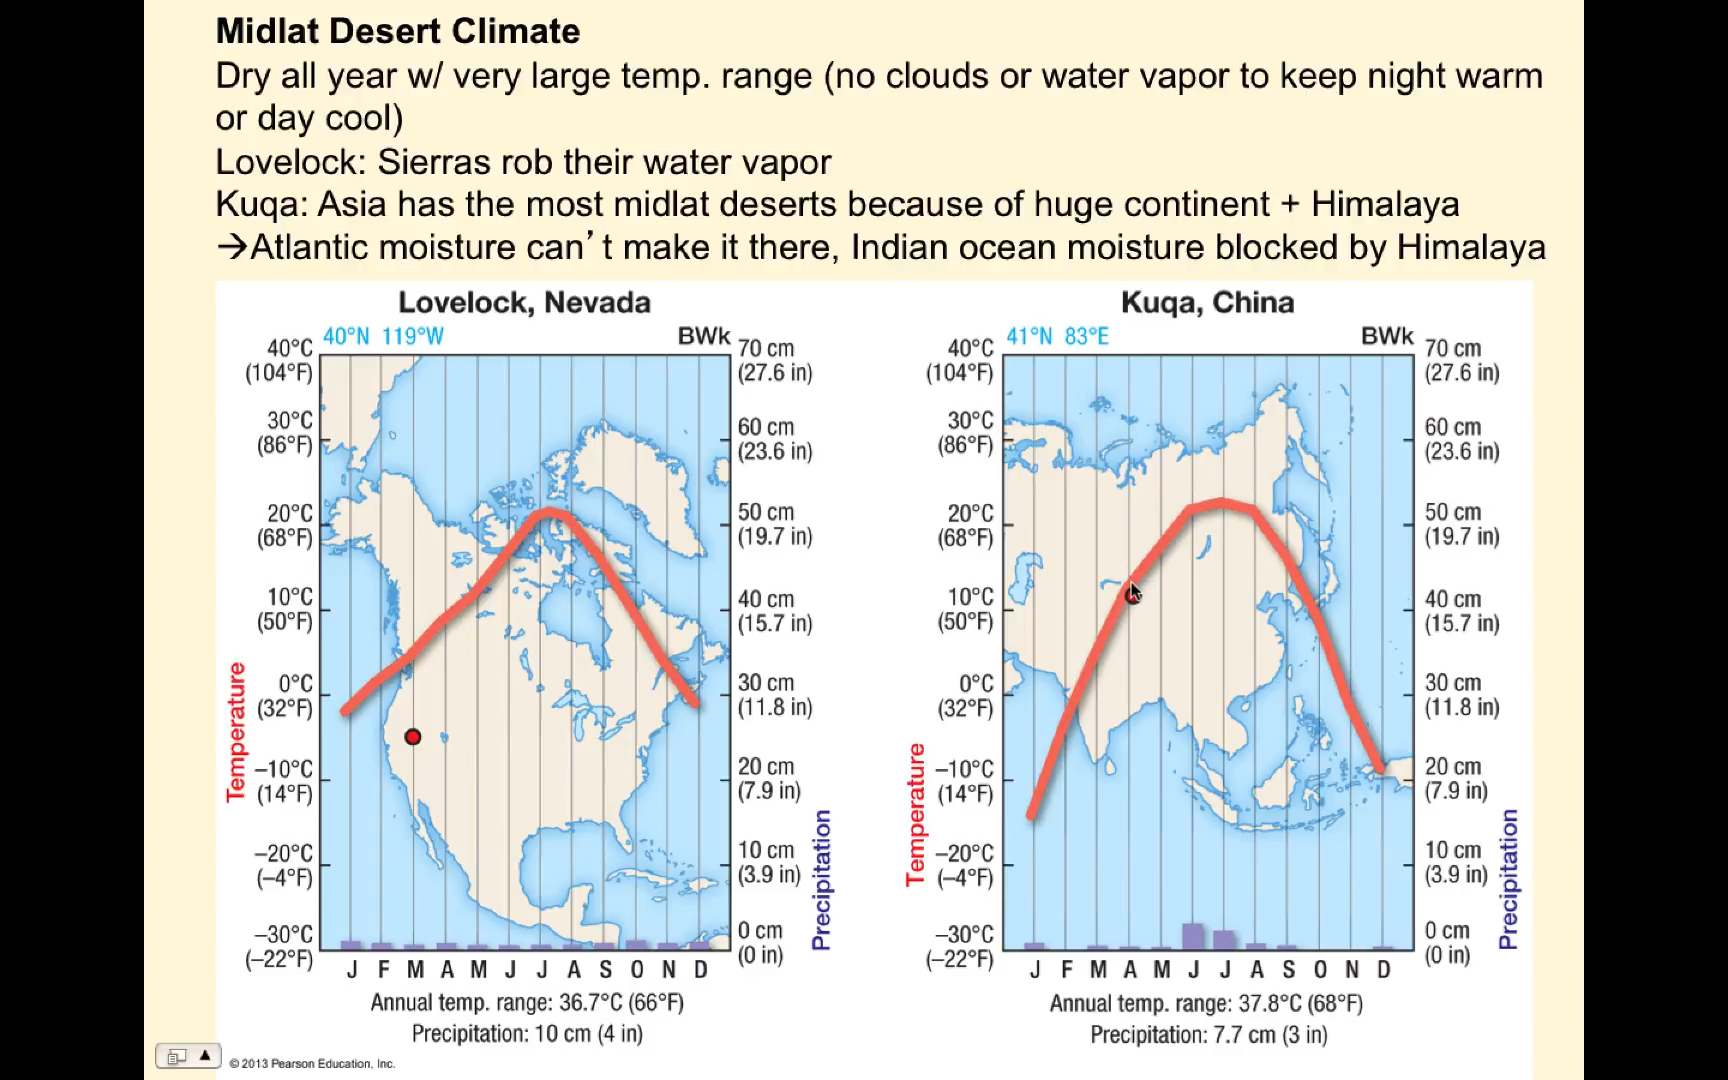 Midlat Desert Climate
Dry all year w/ very large temp. range (no clouds or water vapor to keep night warm
or day cool)
Lovelock: Sierras rob their water vapor
Kuqa: Asia has the most midlat deserts because of huge continent + Himalaya
→Atlantic moisture can’t make it there, Indian ocean moisture blocked by Himalaya
Lovelock, Nevada
40°N 119°W
BWk
40°C
(104°F)
30°C
(86°F)
20°C
(68°F)
10°C
(50°F)
0°C
(32°F)
–10°C
(14°F)
–20°C
(–4°F)
–30°C
(–22°F)
Temperature
70 cm
(27.6 in)
60 cm
(23.6 in)
50 cm
(19.7 in)
40 cm
(15.7 in)
30 cm
(11.8 in)
20 cm
(7.9 in)
10 cm
(3.9 in)
0 cm
(0 in)
Precipitation
J F M A M J J A S O N D
Annual temp. range: 36.7°C (66°F)
Precipitation: 10 cm (4 in)
Kuqa, China
41°N 83°E
BWk
40°C
(104°F)
30°C
(86°F)
20°C
(68°F)
10°C
(50°F)
0°C
(32°F)
–10°C
(14°F)
–20°C
(–4°F)
–30°C
(–22°F)
Temperature
70 cm
(27.6 in)
60 cm
(23.6 in)
50 cm
(19.7 in)
40 cm
(15.7 in)
30 cm
(11.8 in)
20 cm
(7.9 in)
10 cm
(3.9 in)
0 cm
(0 in)
Precipitation
J F M A M J J A S O N D
Annual temp. range: 37.8°C (68°F)
Precipitation: 7.7 cm (3 in)
© 2013 Pearson Education, Inc.